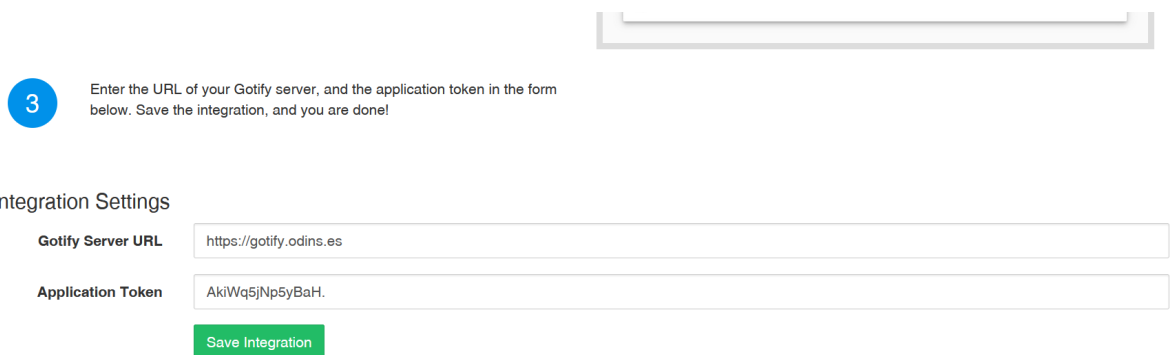 3
Enter the URL of your Gotify server, and the application token in the form
below. Save the integration, and you are done!
ntegration Settings
Gotify Server URL
https://gotify.odins.es
Application Token
AkiWq5jNp5yBaH.
Save Integration